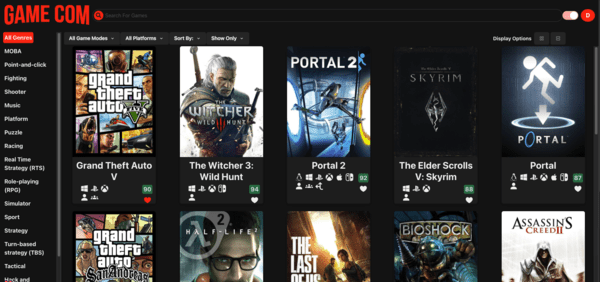 GAME COM
Search For Games
D
All Genres
MOBA
Point-and-click
Fighting
Shooter
Music
Platform
Puzzle
Racing
Real Time
Strategy (RTS)
Role-playing
(RPG)
Simulator
Sport
Strategy
Turn-based
strategy (TBS)
Tactical
Hack and
All Game Modes
All Platforms
Sort By:
Show Only
Display Options
grand
theft
auto
V
Grand Theft Auto
V
90
THE
WITCHER
WILD HUNT
The Witcher 3:
Wild Hunt
94
PORTAL 2
Portal 2
92
SKYRIM
The Elder Scrolls
V: Skyrim
88
PORTAL
Portal
87
grand
theft
auto
SanAndreas
HALF-LIFE 2
THE
LAST
OF US
BIOSHOCK
ASSASSIN'S
CREED II